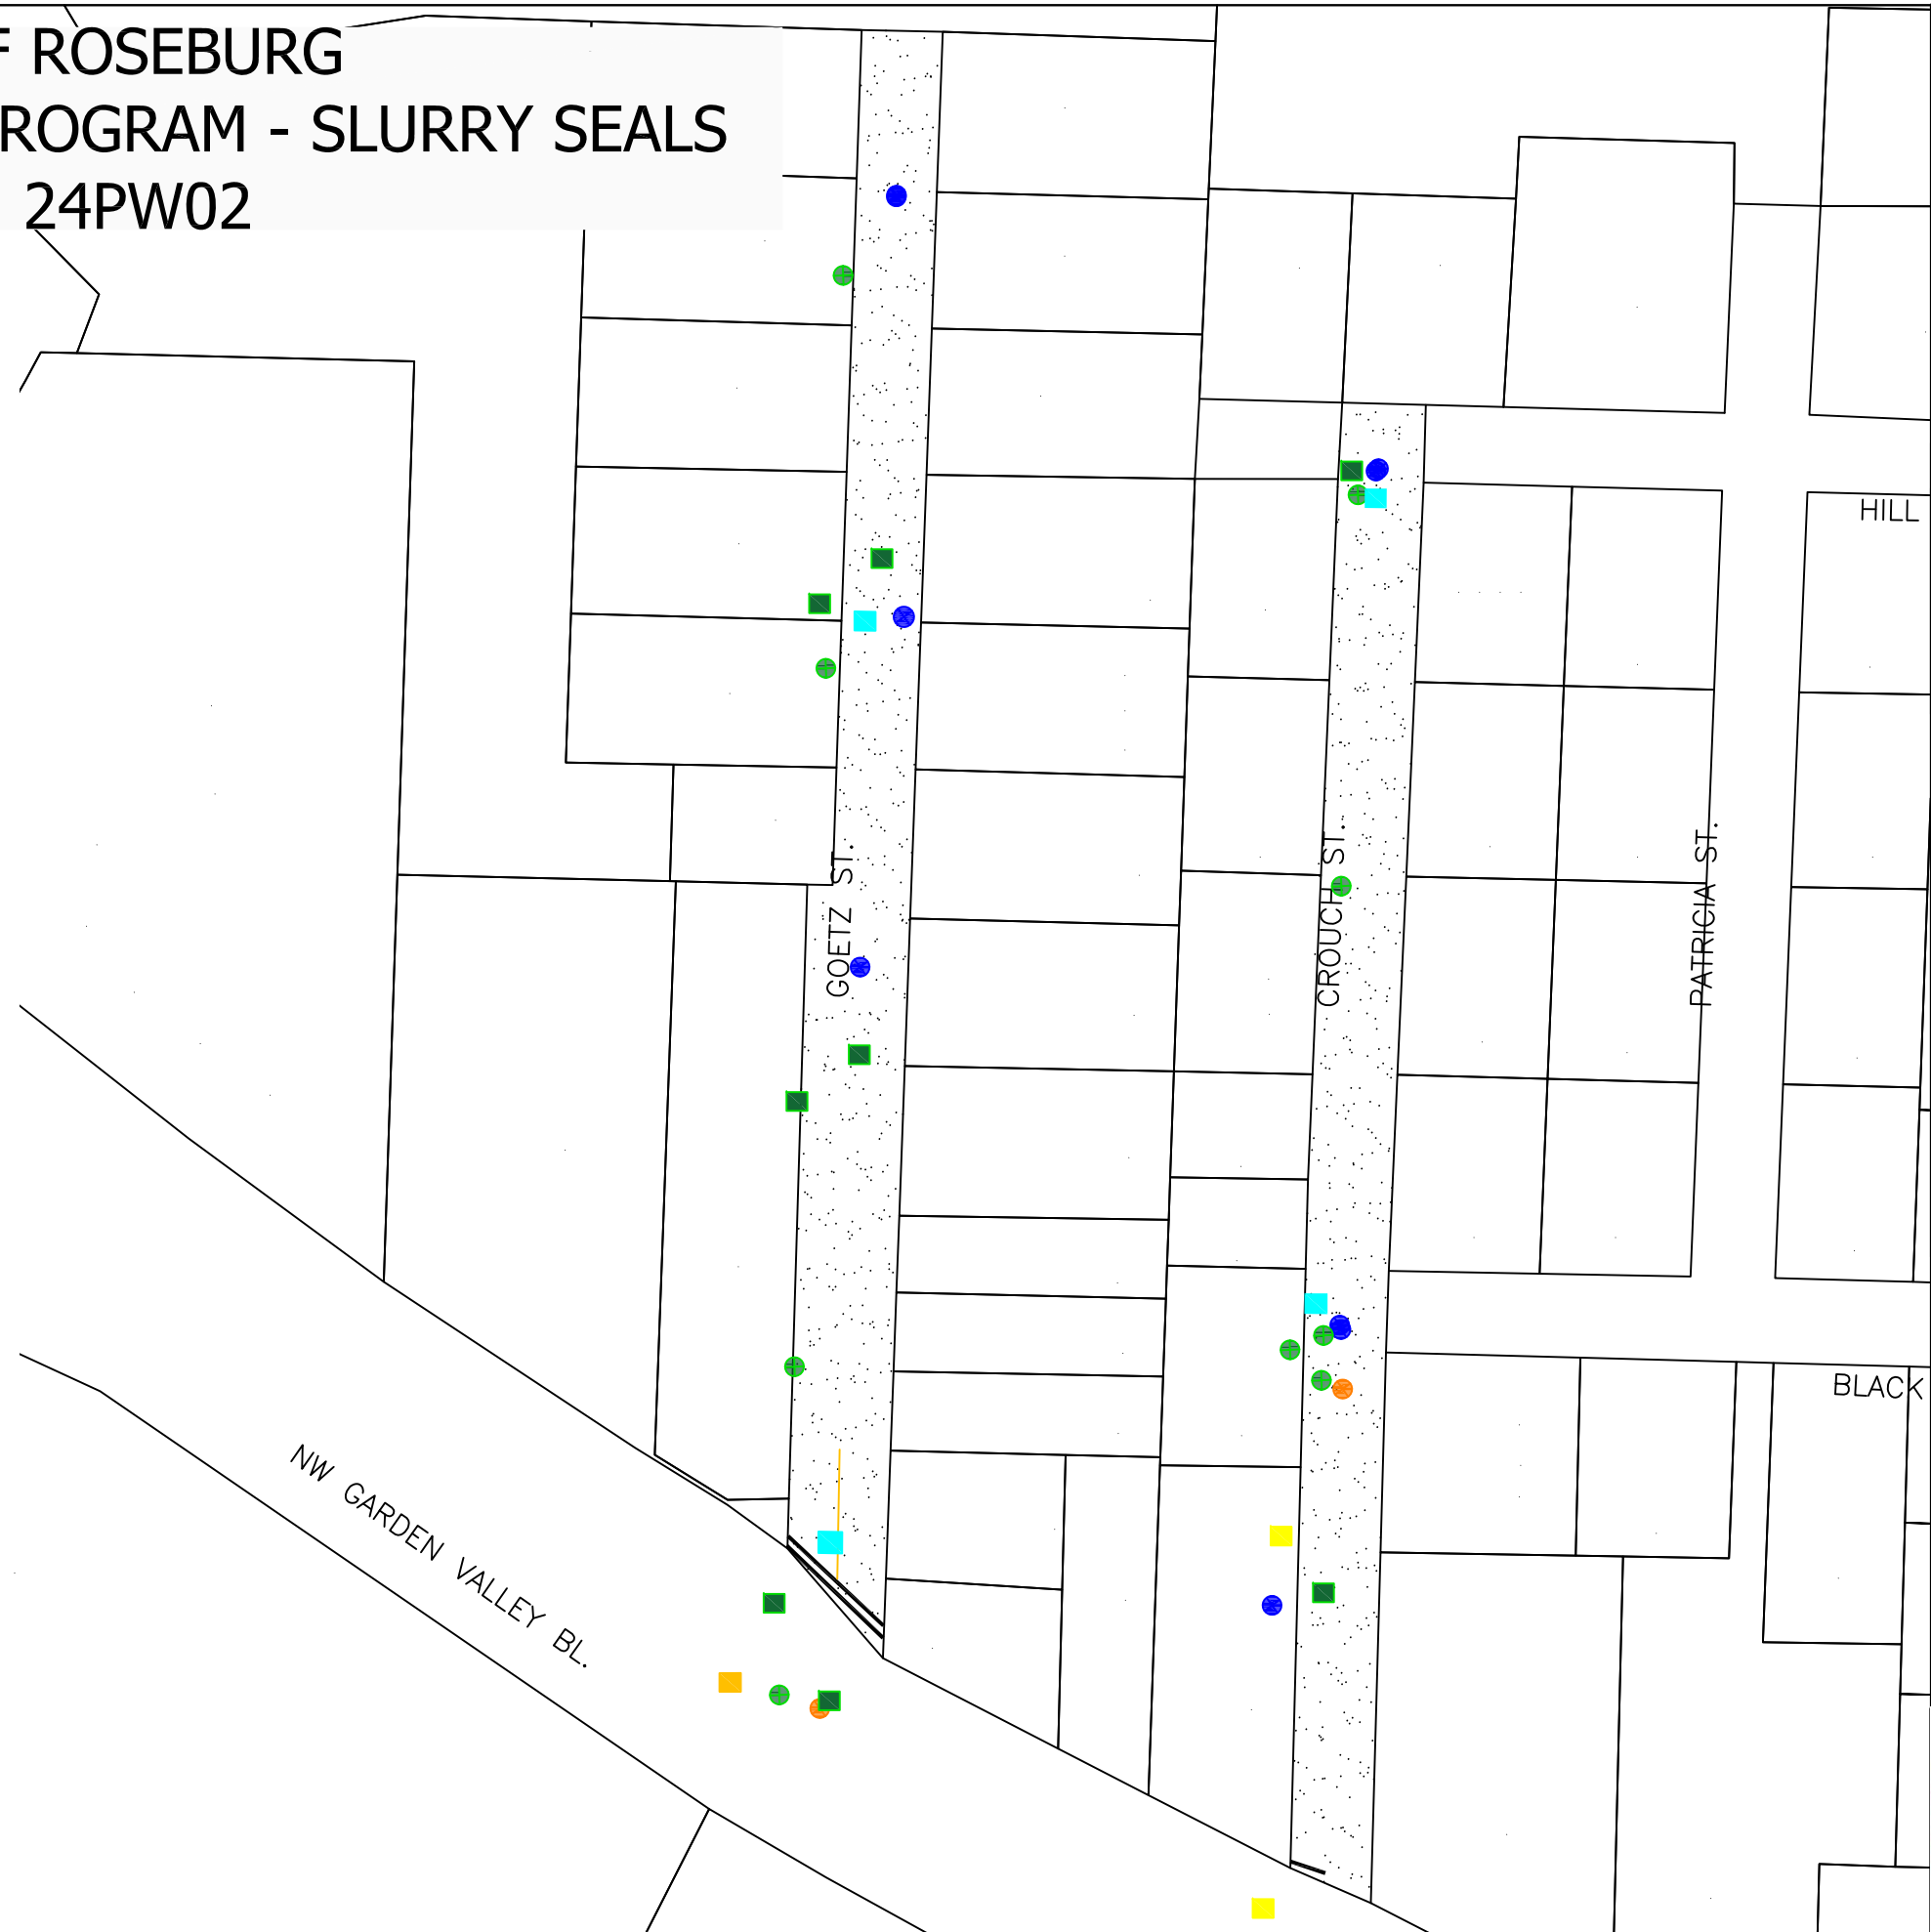 F ROSEBURG
ROGRAM - SLURRY SEALS
24PW02
HILL
GOETZ ST.
CROUCH ST.
PATRICIA ST.
BLACK
NW GARDEN VALLEY BL.